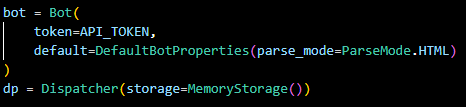 bot = Bot(
    token=API_TOKEN,
    default=DefaultBotProperties(parse_mode=ParseMode.HTML)
)
dp = Dispatcher(storage=MemoryStorage())